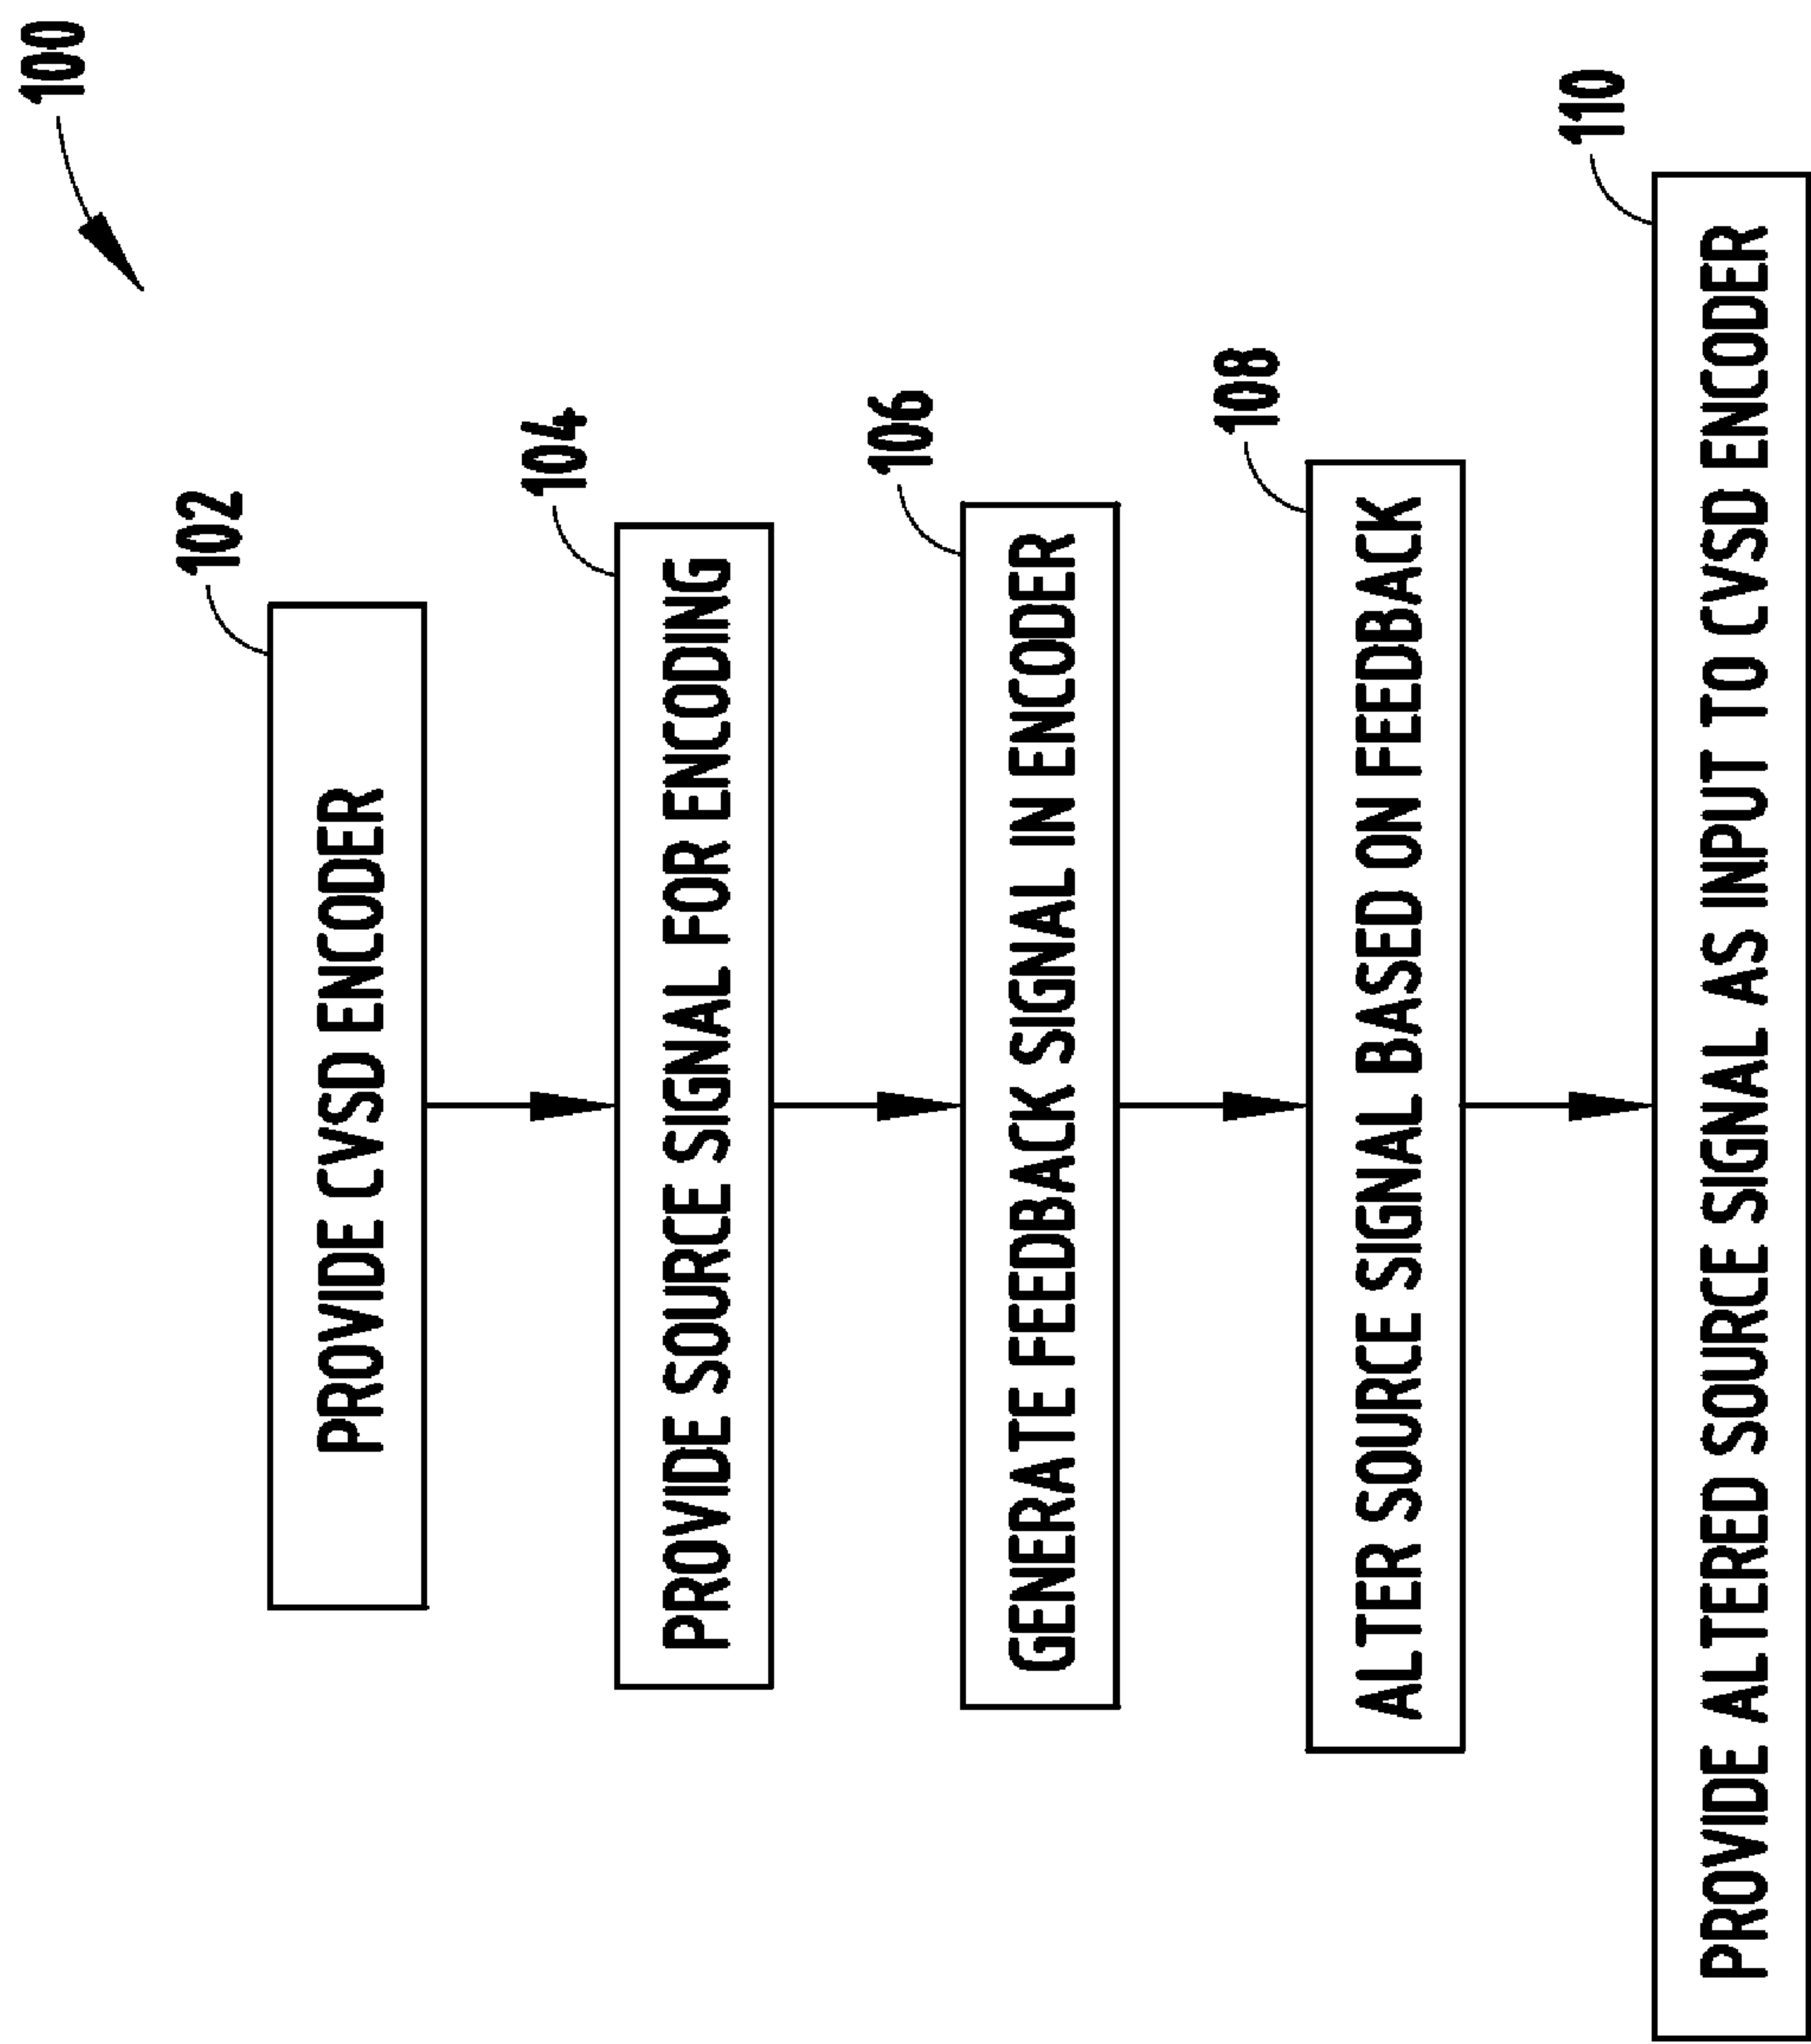 100
102
PROVIDE CVSD ENCODER
104
PROVIDE SOURCE SIGNAL FOR ENCODING
106
GENERATE FEEDBACK SIGNAL IN ENCODER
108
ALTER SOURCE SIGNAL BASED ON FEEDBACK
110
PROVIDE ALTERED SOURCE SIGNAL AS INPUT TO CVSD ENCODER